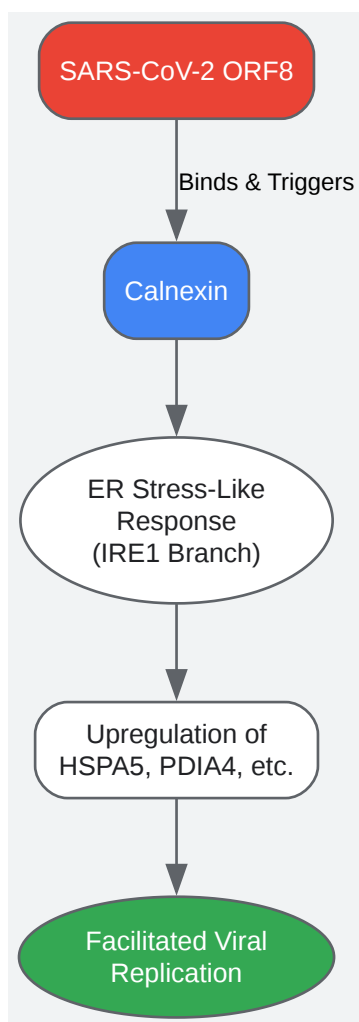 SARS-CoV-2 ORF8
Binds & Triggers
Calnexin
ER Stress-Like
Response
(IRE1 Branch)
Upregulation of
HSPA5, PDIA4, etc.
Facilitated Viral
Replication